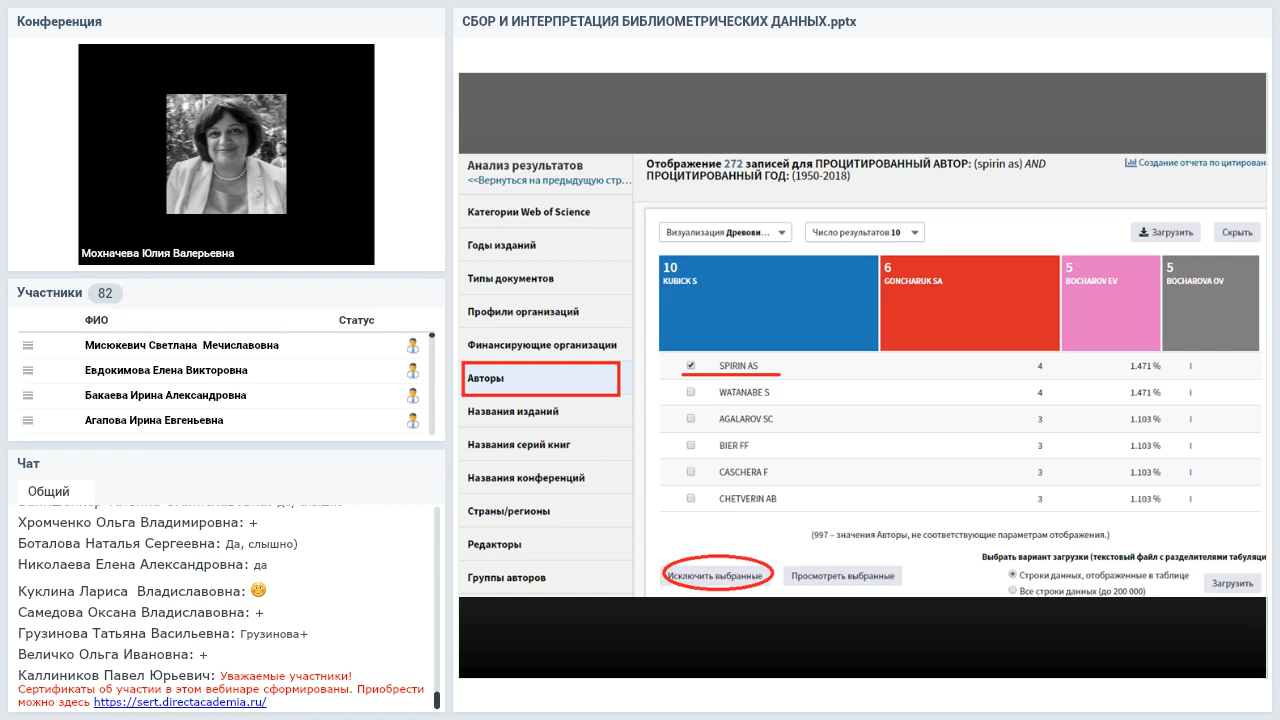 Конференция
Мохначева Юлия Валерьевна
Участники 82
ФИО Статус
Мисюкевич Светлана Мечиславовна
Евдокимова Елена Викторовна
Бакаева Ирина Александровна
Агапова Ирина Евгеньевна
Чат
Общий
Хромченко Ольга Владимировна: +
Боталова Наталья Сергеевна: Да, слышно)
Николаева Елена Александровна: да
Куклина Лариса Владиславовна:
Самедова Оксана Владиславовна: +
Грузинова Татьяна Васильевна: Грузинова+
Величко Ольга Ивановна: +
Каллиников Павел Юрьевич: Уважаемые участники!
Сертификаты об участии в этом вебинаре сформированы. Приобрести
можно здесь https://sert.directacademia.ru/
СБОР И ИНТЕРПРЕТАЦИЯ БИБЛИОМЕТРИЧЕСКИХ ДАННЫХ.pptx
Анализ результатов
<<Вернуться на предыдущую стр...
Категории Web of Science
Годы изданий
Типы документов
Профили организаций
Финансирующие организации
Авторы
Названия изданий
Названия серий книг
Названия конференций
Страны/регионы
Редакторы
Группы авторов
Отображение 272 записей для ПРОЦИТИРОВАННЫЙ АВТОР: (spirin as) AND
ПРОЦИТИРОВАННЫЙ ГОД: (1950-2018)
Создание отчета по цитирован
Визуализация Древови... Число результатов 10 Загрузить Скрыть
10 KUBICK S
6 GONCHARUK SA
5 BOCHAROV EV
5 BOCHAROVA OV
SPIRIN AS 4 1.471 %
WATANABE S 4 1.471 %
AGALAROV SC 3 1.103 %
BIER FF 3 1.103 %
CASCHERA F 3 1.103 %
CHETVERIN AB 3 1.103 %
(997 – значения Авторы, не соответствующие параметрам отображения.)
Выбрать вариант загрузки (текстовый файл с разделителями табуляци
Исключить выбранные Просмотреть выбранные
Строки данных, отображенные в таблице
Все строки данных (до 200 000)
Загрузить